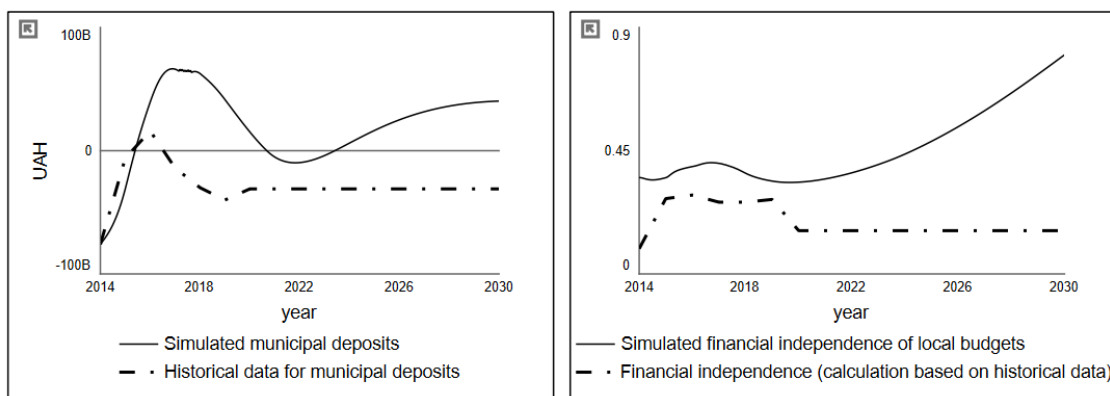 100B
0
-100B
UAH
2014 2018 2022 2026 2030
year
Simulated municipal deposits
Historical data for municipal deposits
0.9
0.45
0
2014 2018 2022 2026 2030
year
Simulated financial independence of local budgets
Financial independence (calculation based on historical data)